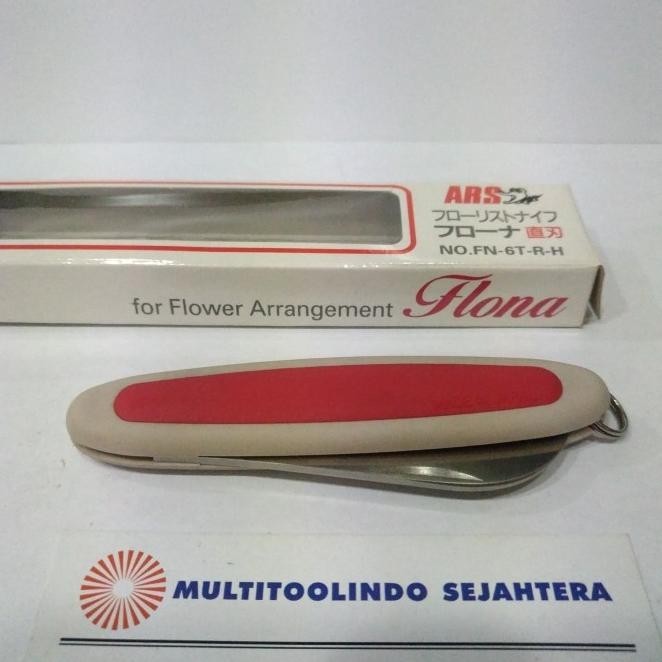 ARS
フローリストナイフ
フローナ 直刃
NO.FN-6T-R-H
for Flower Arrangement Flona
MULTITOOLINDO SEJAHTERA